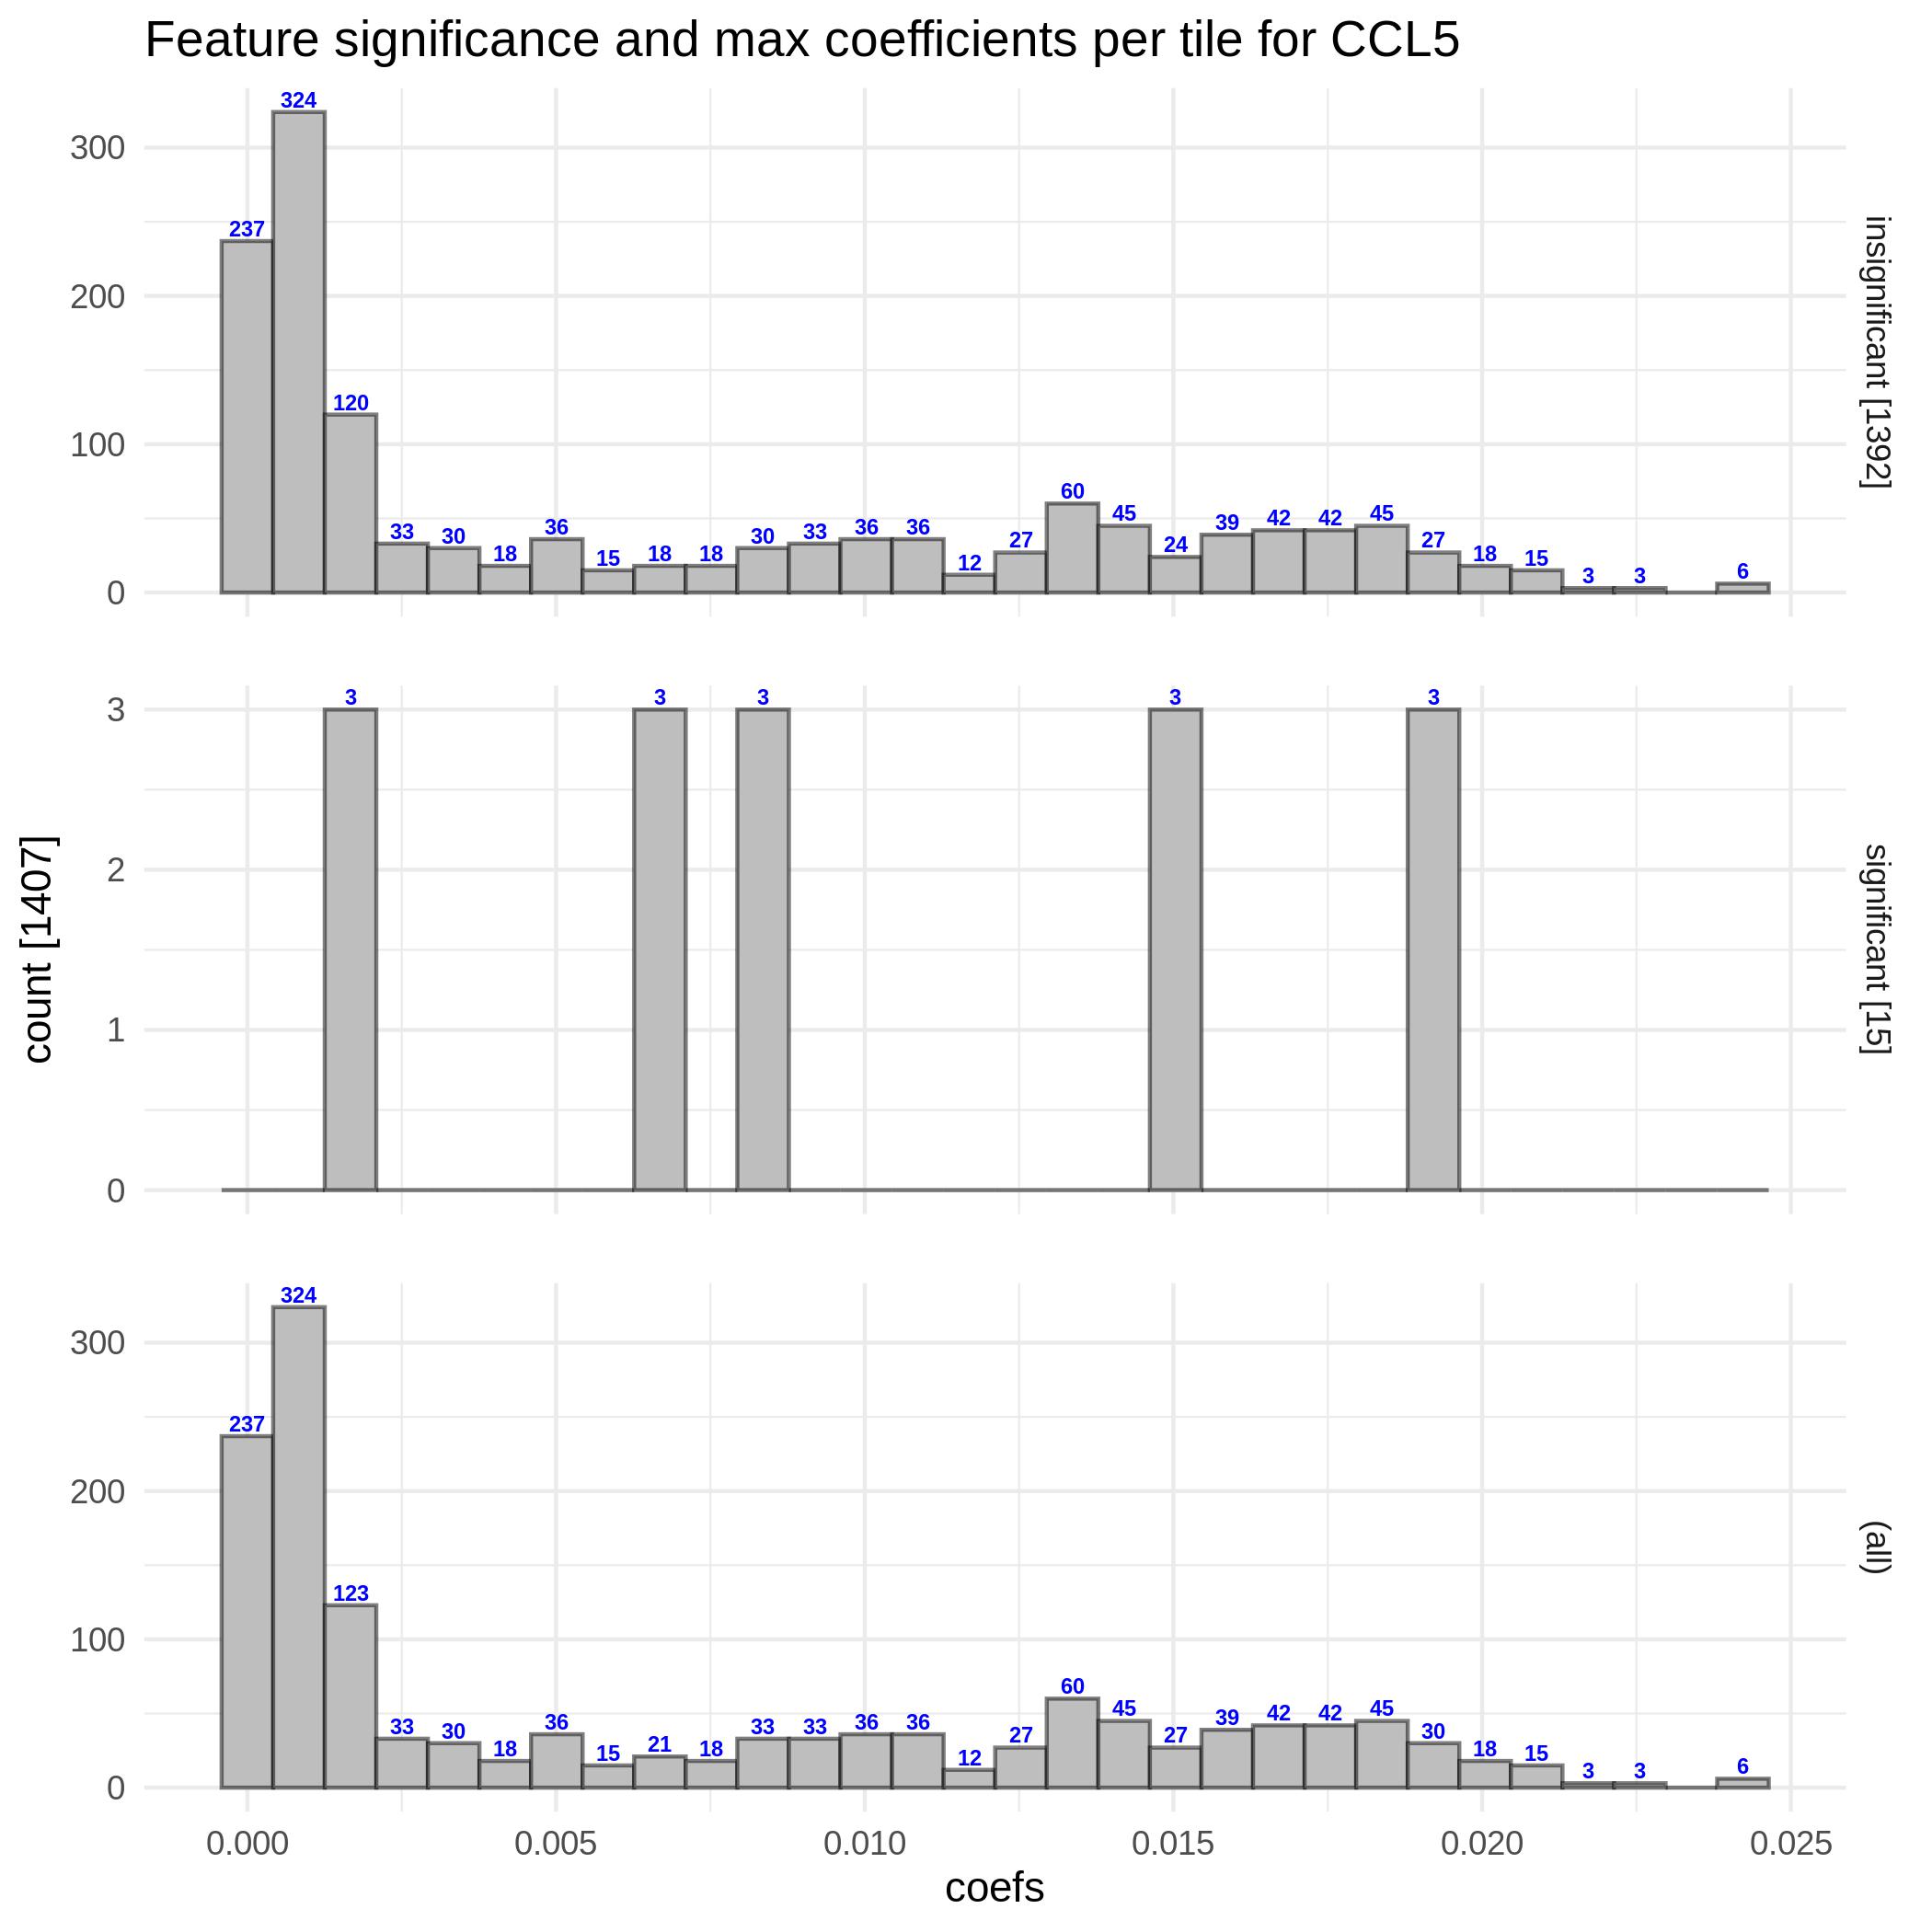 Feature significance and max coefficients per tile for CCL5
324
300
237
200
120
100
33 30 18 36 15 18 18 30 33 36 36 12 27 60 45 24 39 42 42 45 27 18 15 3 3 6
0
insignificant [1392]
3 3 3 3 3
3
2
1
0
significant [15]
count [1407]
324
300
237
200
123
100
33 30 18 36 15 21 18 33 33 36 36 12 27 60 45 27 39 42 42 45 30 18 15 3 3 6
0
(all)
0.000 0.005 0.010 0.015 0.020 0.025
coefs